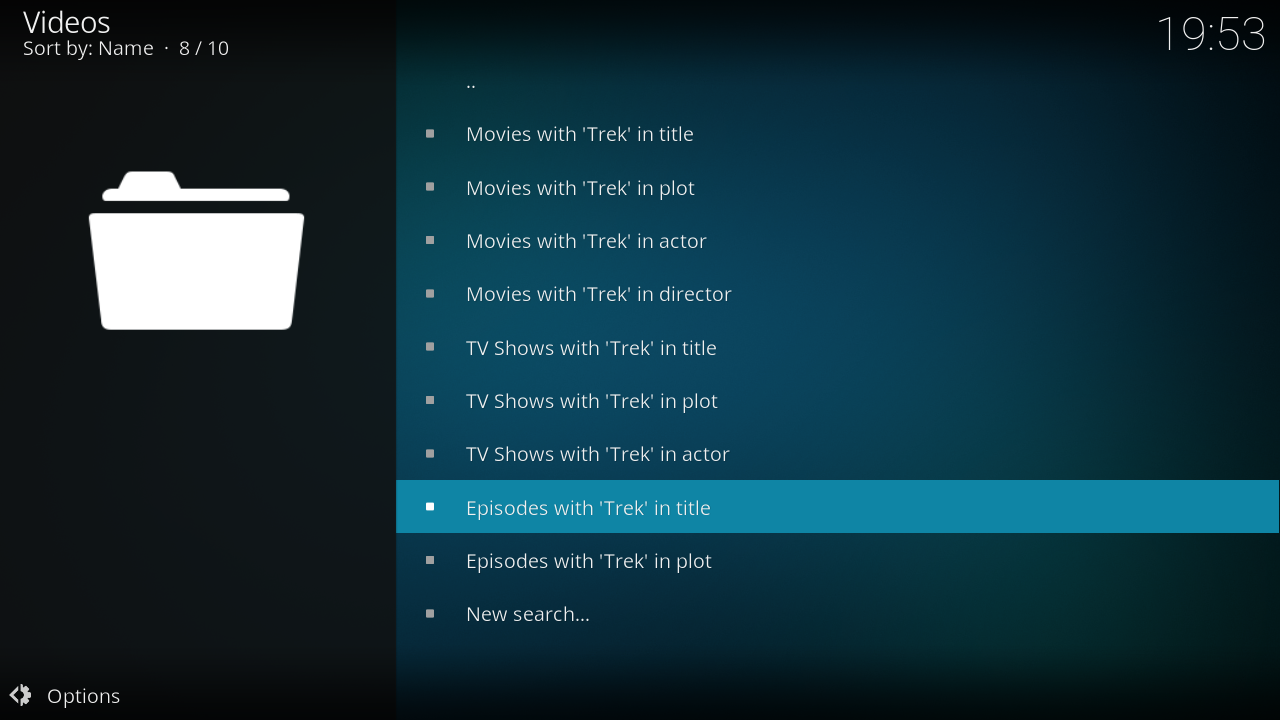 Videos
Sort by: Name · 8 / 10
19:53
..
Movies with 'Trek' in title
Movies with 'Trek' in plot
Movies with 'Trek' in actor
Movies with 'Trek' in director
TV Shows with 'Trek' in title
TV Shows with 'Trek' in plot
TV Shows with 'Trek' in actor
Episodes with 'Trek' in title
Episodes with 'Trek' in plot
New search...
Options